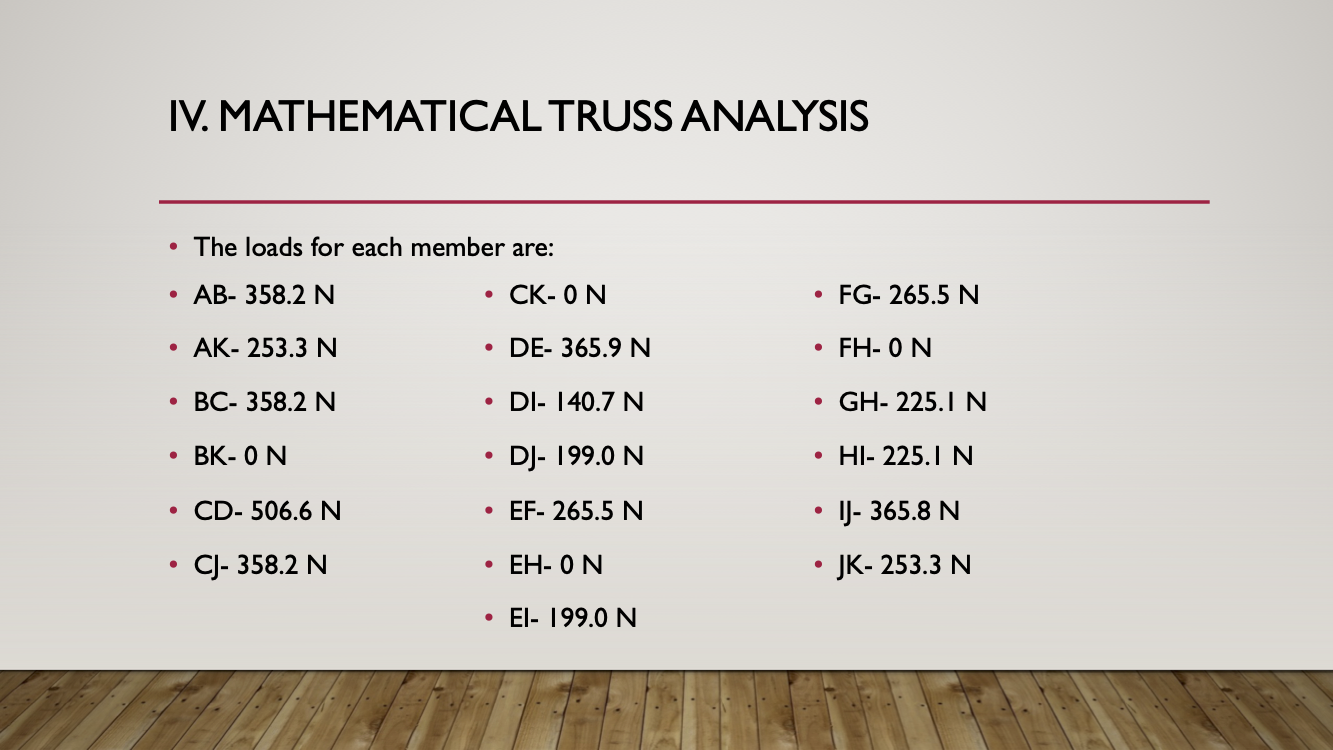 IV. MATHEMATICAL TRUSS ANALYSIS
• The loads for each member are:
• AB- 358.2 N
• AK- 253.3 N
• BC- 358.2 N
• BK- 0 N
• CD- 506.6 N
• CJ- 358.2 N
• CK- 0 N
• DE- 365.9 N
• DI- 140.7 N
• DJ- 199.0 N
• EF- 265.5 N
• EH- 0 N
• EI- 199.0 N
• FG- 265.5 N
• FH- 0 N
• GH- 225.1 N
• HI- 225.1 N
• IJ- 365.8 N
• JK- 253.3 N